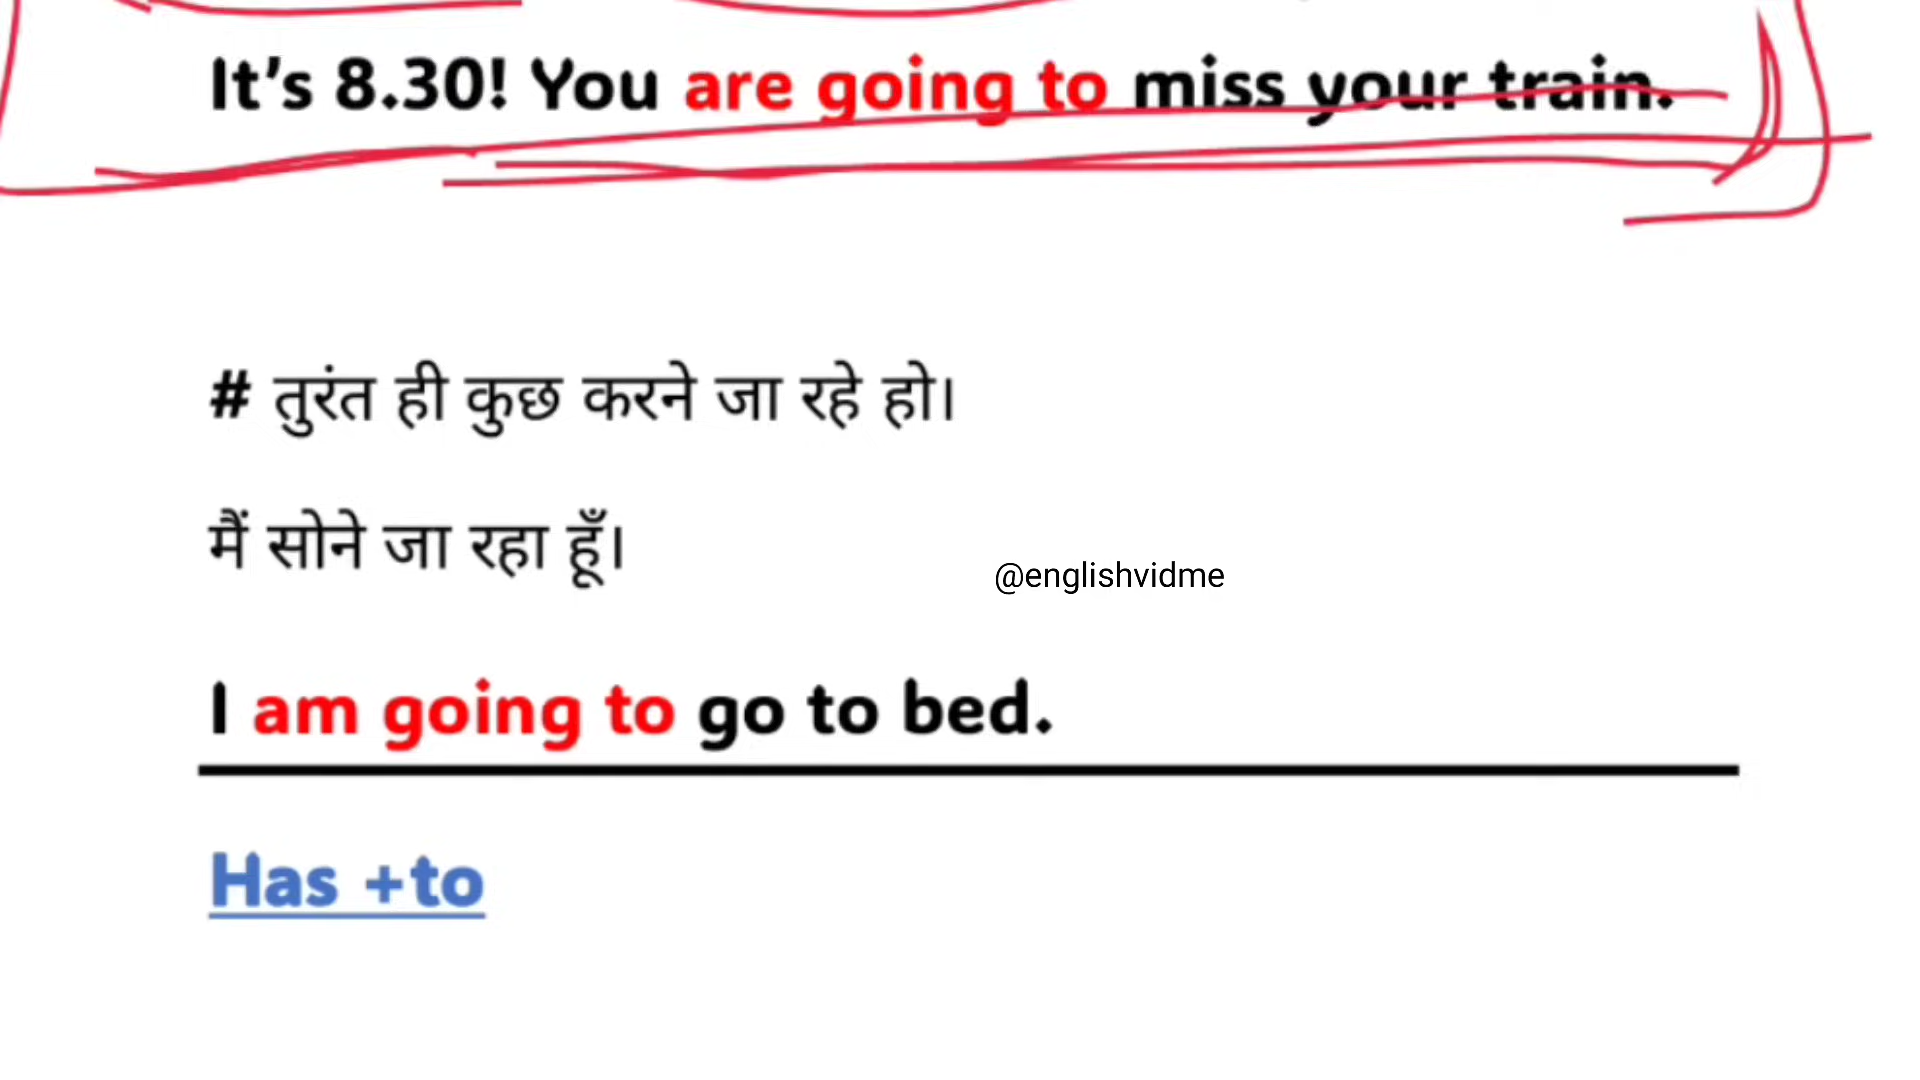 It’s 8.30! You are going to miss your train.
# तुरंत ही कुछ करने जा रहे हो।
मैं सोने जा रहा हूँ।
@englishvidme
I am going to go to bed.
Has +to